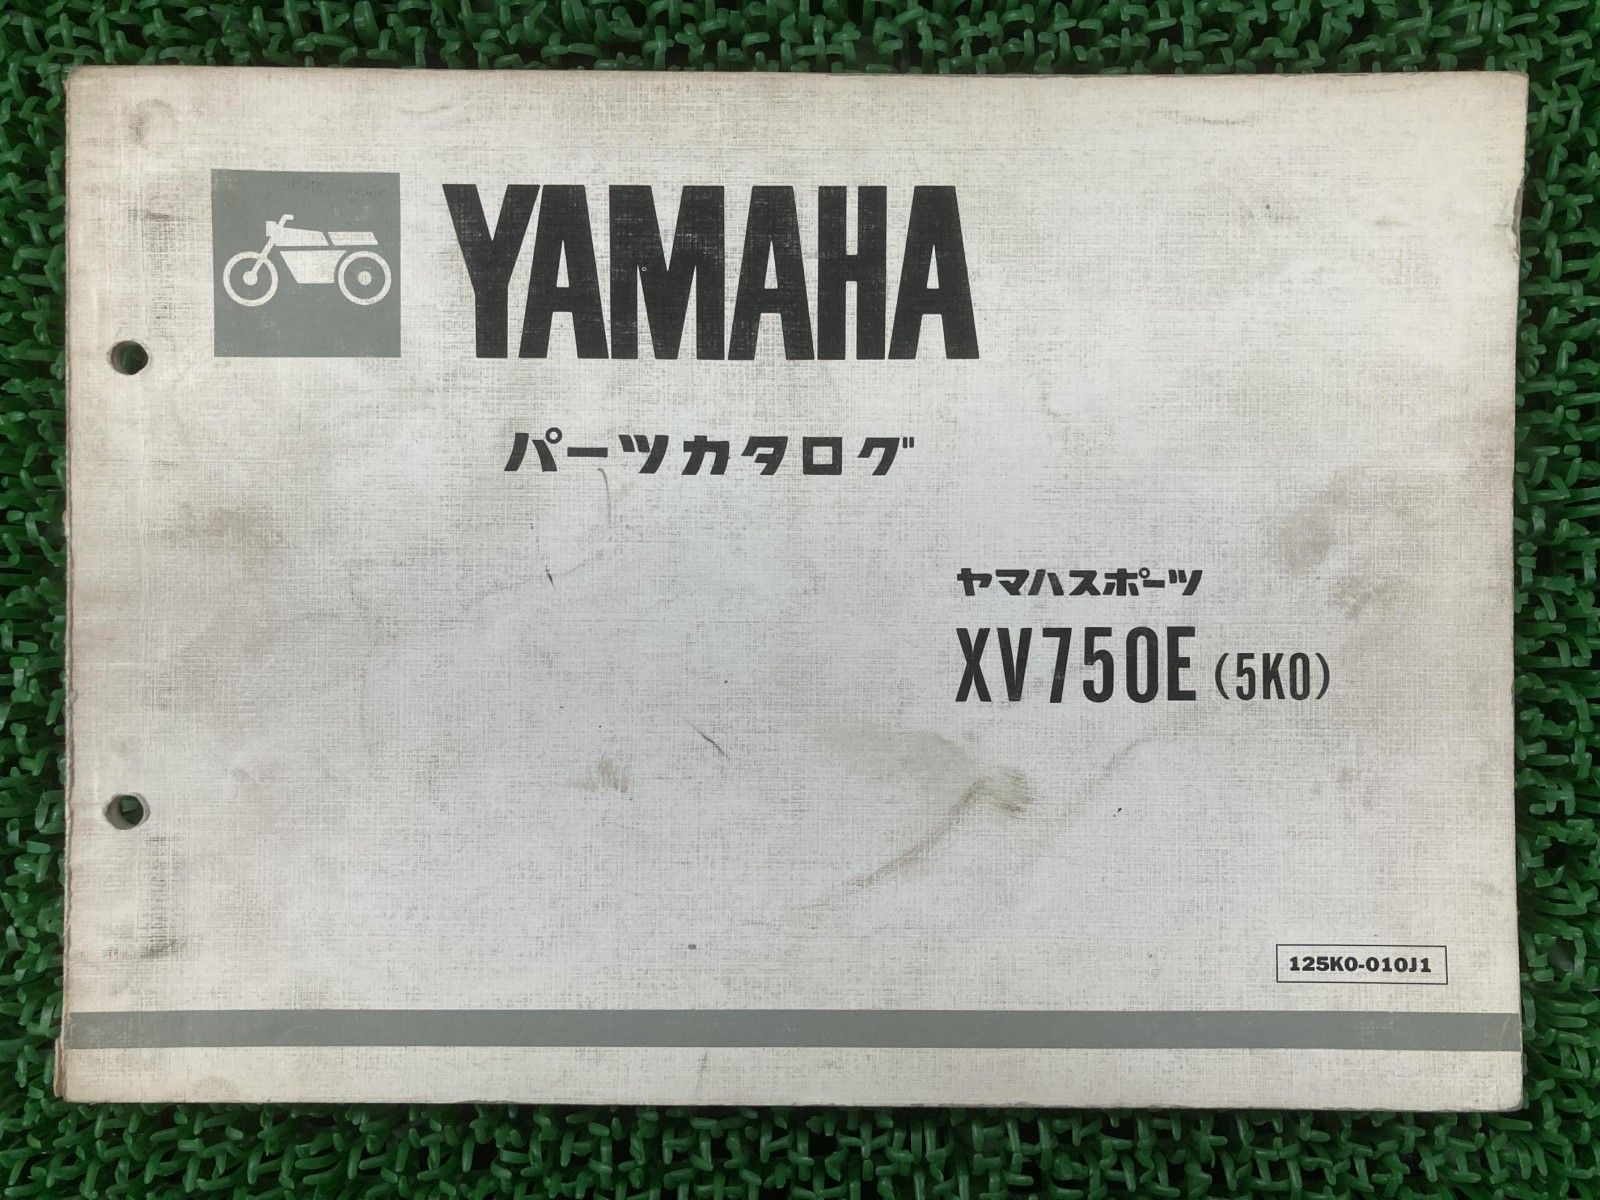 YAMAHA
パーツカタログ
ヤマハスポーツ
XV750E (5K0)
125K0-010J1